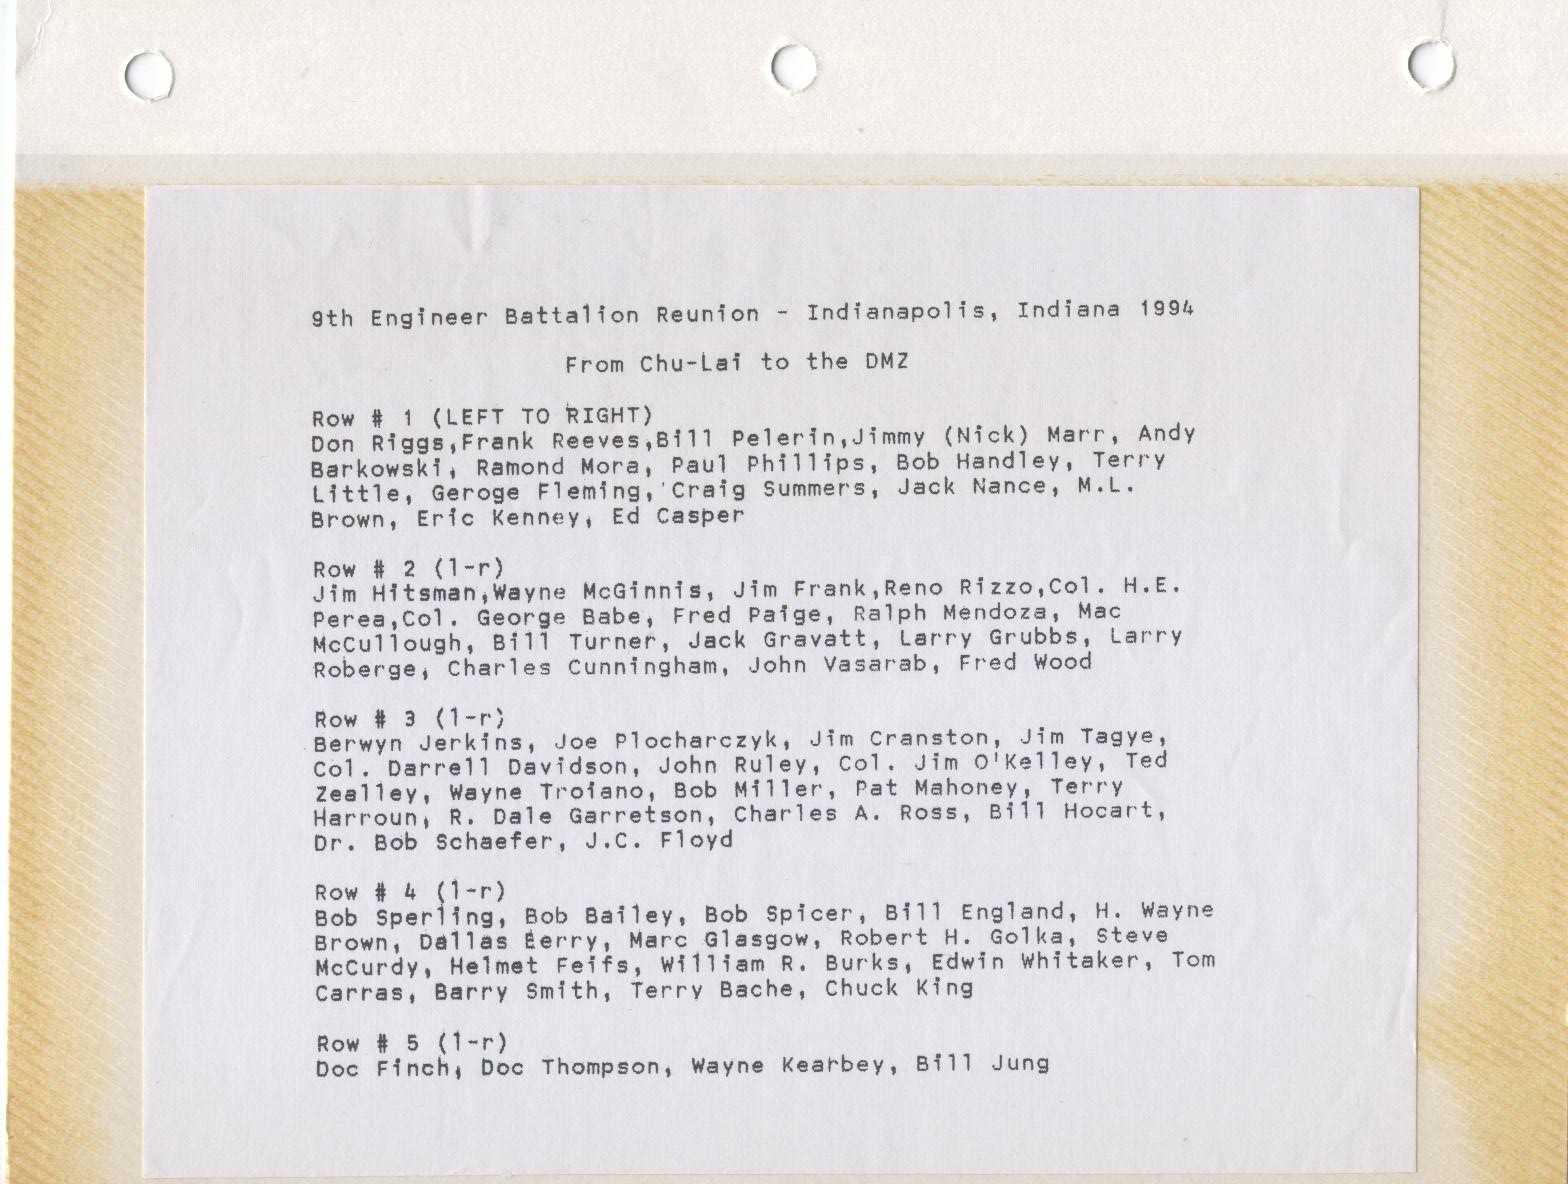 9th Engineer Battalion Reunion - Indianapolis, Indiana 1994
From Chu-Lai to the DMZ
Row # 1 (LEFT TO RIGHT)
Don Riggs,Frank Reeves,Bill Pelerin,Jimmy (Nick) Marr, Andy
Barkowski, Ramond Mora, Paul Phillips, Bob Handley, Terry
Little, Geroge Fleming, Craig Summers, Jack Nance, M.L.
Brown, Eric Kenney, Ed Casper
Row # 2 (l-r)
Jim Hitsman,Wayne McGinnis, Jim Frank,Reno Rizzo,Col. H.E.
Perea,Col. George Babe, Fred Paige, Ralph Mendoza, Mac
McCullough, Bill Turner, Jack Gravatt, Larry Grubbs, Larry
Roberge, Charles Cunningham, John Vasarab, Fred Wood
Row # 3 (l-r)
Berwyn Jerkins, Joe Plocharczyk, Jim Cranston, Jim Tagye,
Col. Darrell Davidson, John Ruley, Col. Jim O'Kelley, Ted
Zealley, Wayne Troiano, Bob Miller, Pat Mahoney, Terry
Harroun, R. Dale Garretson, Charles A. Ross, Bill Hocart,
Dr. Bob Schaefer, J.C. Floyd
Row # 4 (l-r)
Bob Sperling, Bob Bailey, Bob Spicer, Bill England, H. Wayne
Brown, Dallas Marc Glasgow, Robert H. Golka, Steve
McCurdy, Helmet Feifs, William R. Burks, Edwin Whitaker, Tom
Carras, Barry Smith, Terry Bache, Chuck King
Row # 5 (l-r)
Doc Finch, Doc Thompson, Wayne Kearbey, Bill Jung